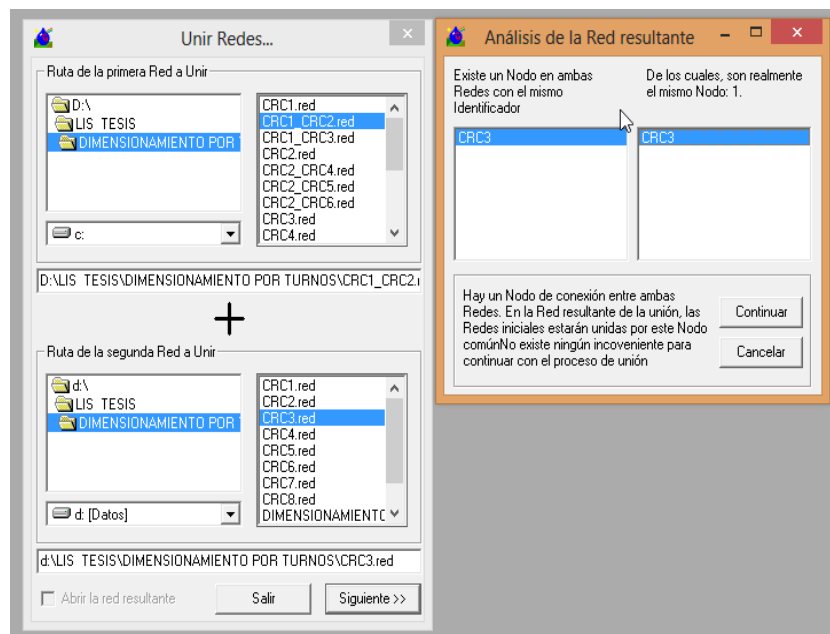 Unir Redes...
Ruta de la primera Red a Unir
D:\
LIS TESIS
DIMENSIONAMIENTO POR
c:
CRC1.red
CRC1_CRC2.red
CRC1_CRC3.red
CRC2.red
CRC2_CRC4.red
CRC2_CRC5.red
CRC2_CRC6.red
CRC3.red
CRC4.red
D:\LIS TESIS\DIMENSIONAMIENTO POR TURNOS\CRC1_CRC2.r
+
Ruta de la segunda Red a Unir
d:\
LIS TESIS
DIMENSIONAMIENTO POR
d: [Datos]
CRC1.red
CRC2.red
CRC3.red
CRC4.red
CRC5.red
CRC6.red
CRC7.red
CRC8.red
DIMENSIONAMIENTO
d:\LIS TESIS\DIMENSIONAMIENTO POR TURNOS\CRC3.red
Abrir la red resultante
Salir
Siguiente >>
Análisis de la Red resultante
Existe un Nodo en ambas
Redes con el mismo
Identificador
De los cuales, son realmente
el mismo Nodo: 1.
CRC3
CRC3
Hay un Nodo de conexión entre ambas
Redes. En la Red resultante de
la unión, las
Redes iniciales estarán unidas por este Nodo
comúnNo existe ningún incoveniente para
continuar con el proceso de unión
Continuar
Cancelar